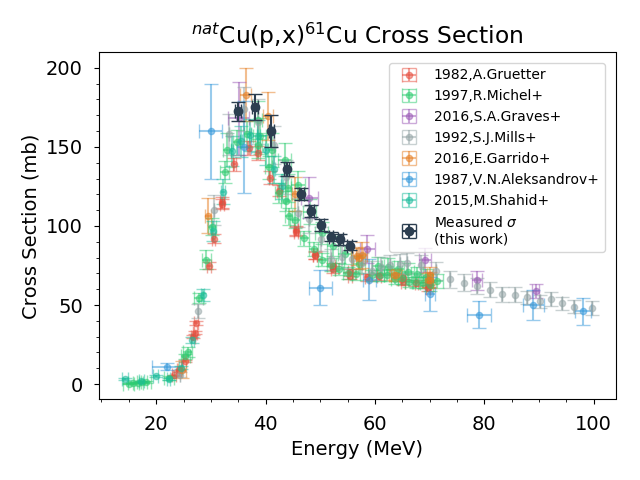 natCu(p,x)61Cu Cross Section
200
150
100
50
0
Cross Section (mb)
1982,A.Gruetter
1997,R.Michel+
2016,S.A.Graves+
1992,S.J.Mills+
2016,E.Garrido+
1987,V.N.Aleksandrov+
2015,M.Shahid+
Measured σ
(this work)
20 40 60 80 100
Energy (MeV)